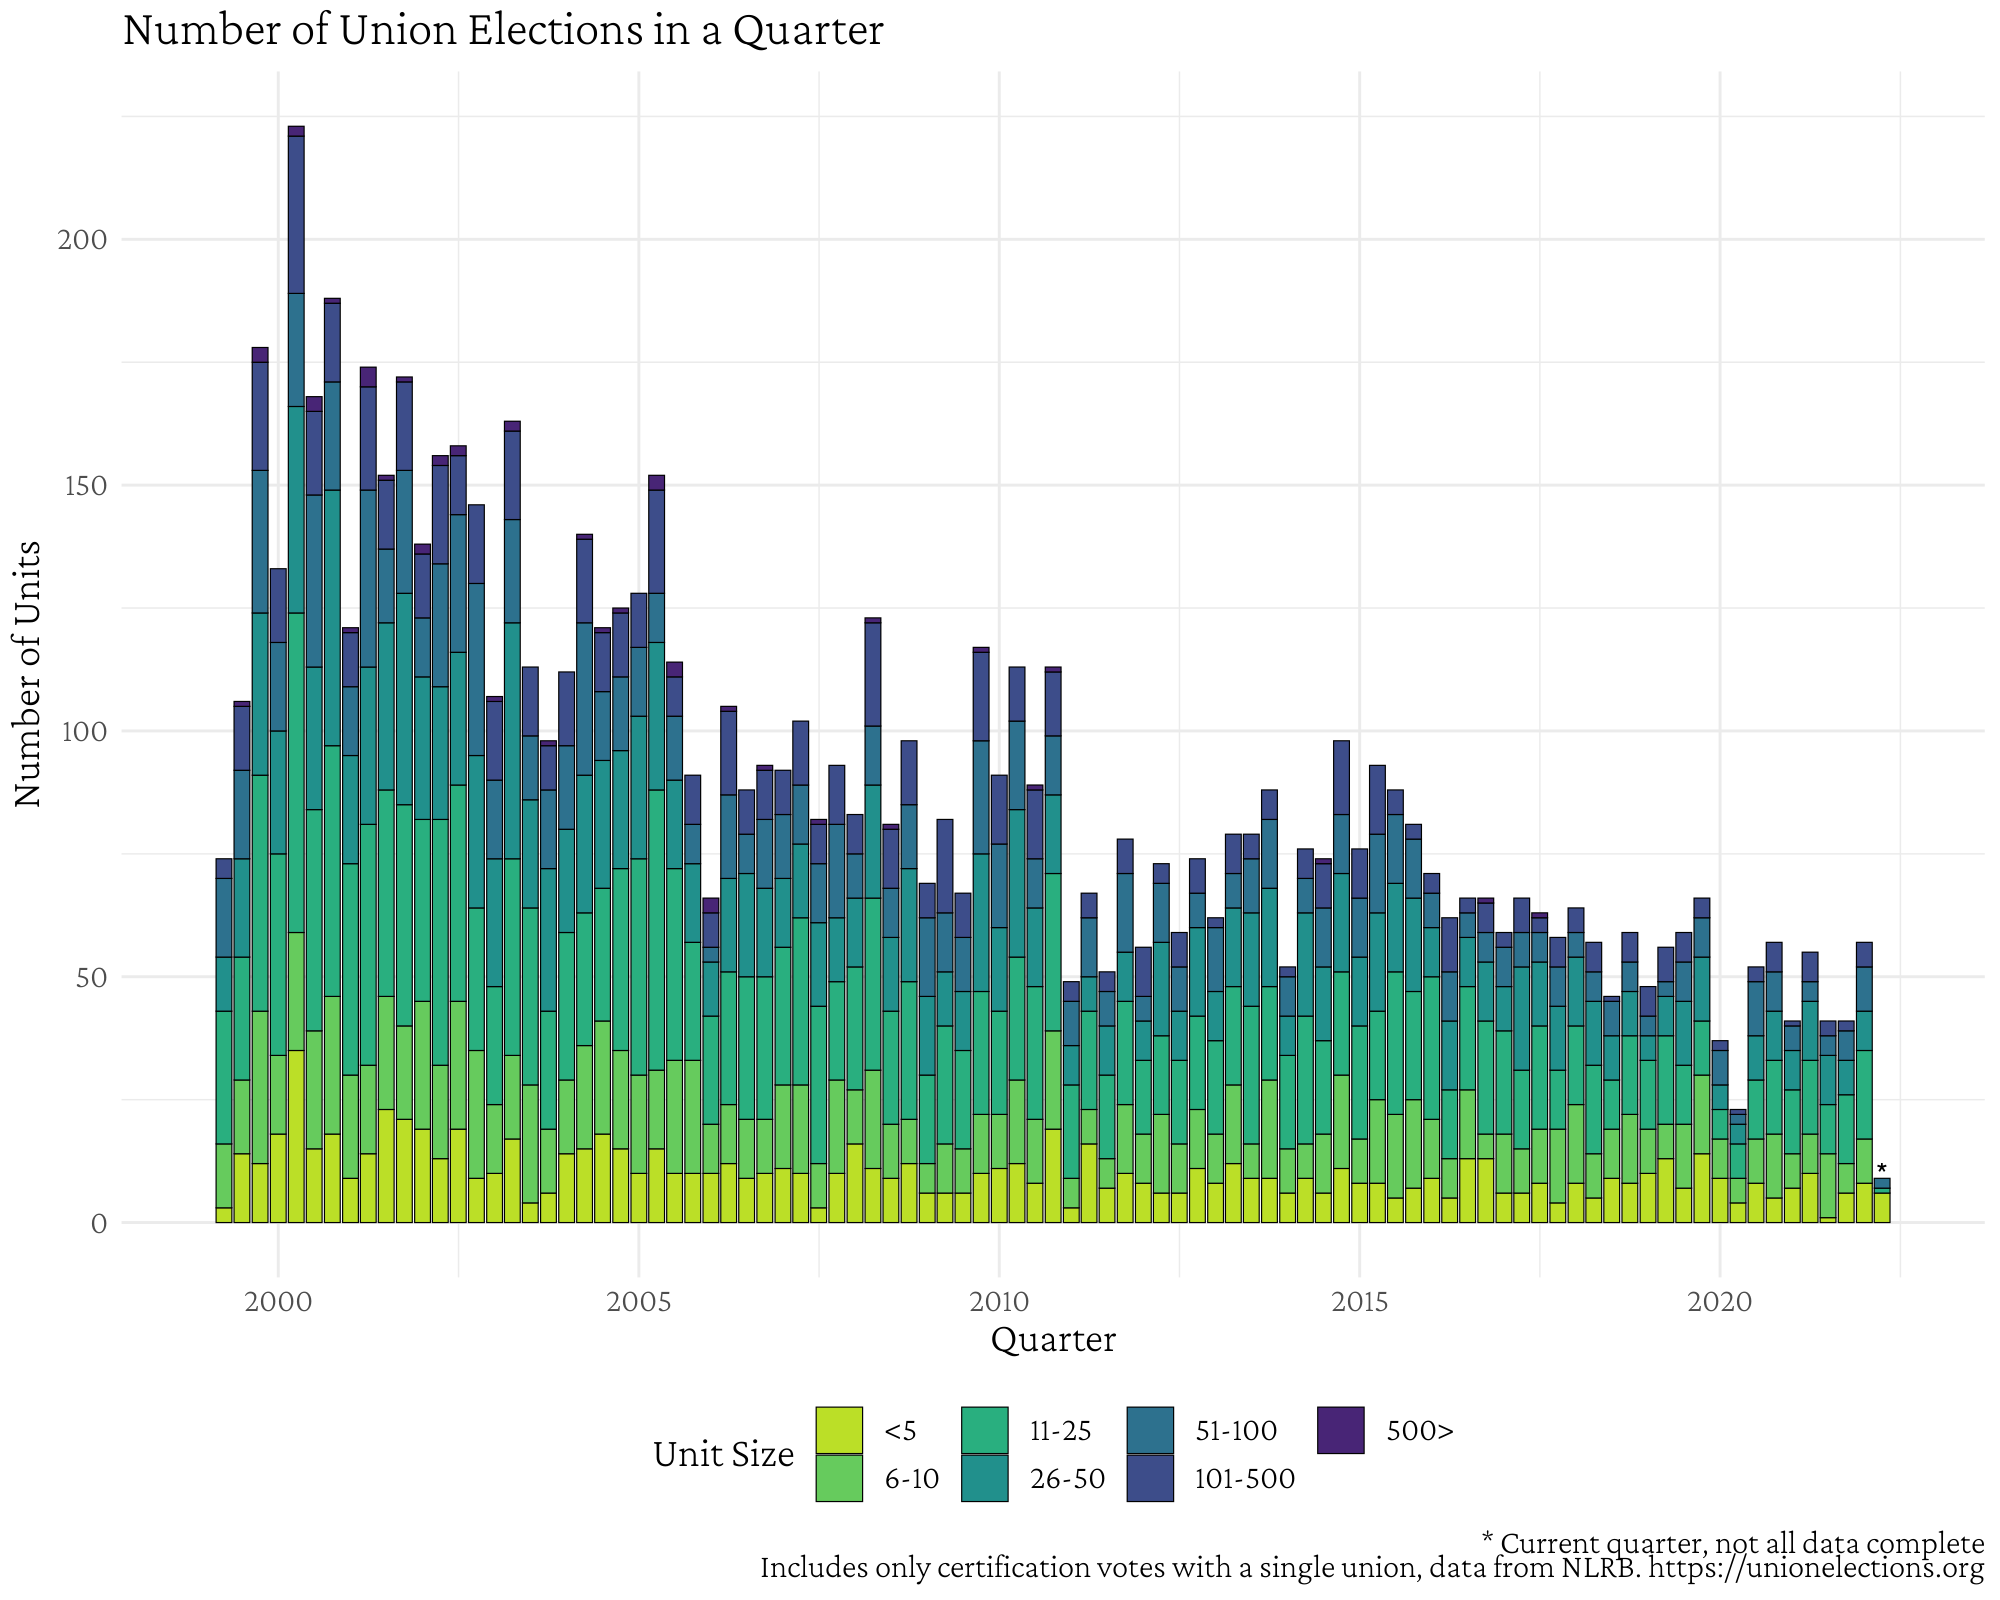 Number of Union Elections in a Quarter
Number of Units
200
150
100
50
0
*
2000 2005 2010 2015 2020
Quarter
Unit Size
<5 11-25 51-100 500>
6-10 26-50 101-500
* Current quarter, not all data complete
Includes only certification votes with a single union, data from NLRB. https://unionelections.org